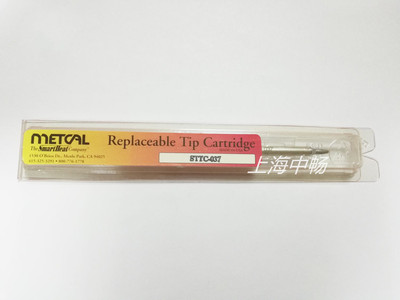 METCAL
The SmartHeat Company
Replaceable Tip Cartridge
STTC-037
上海中畅